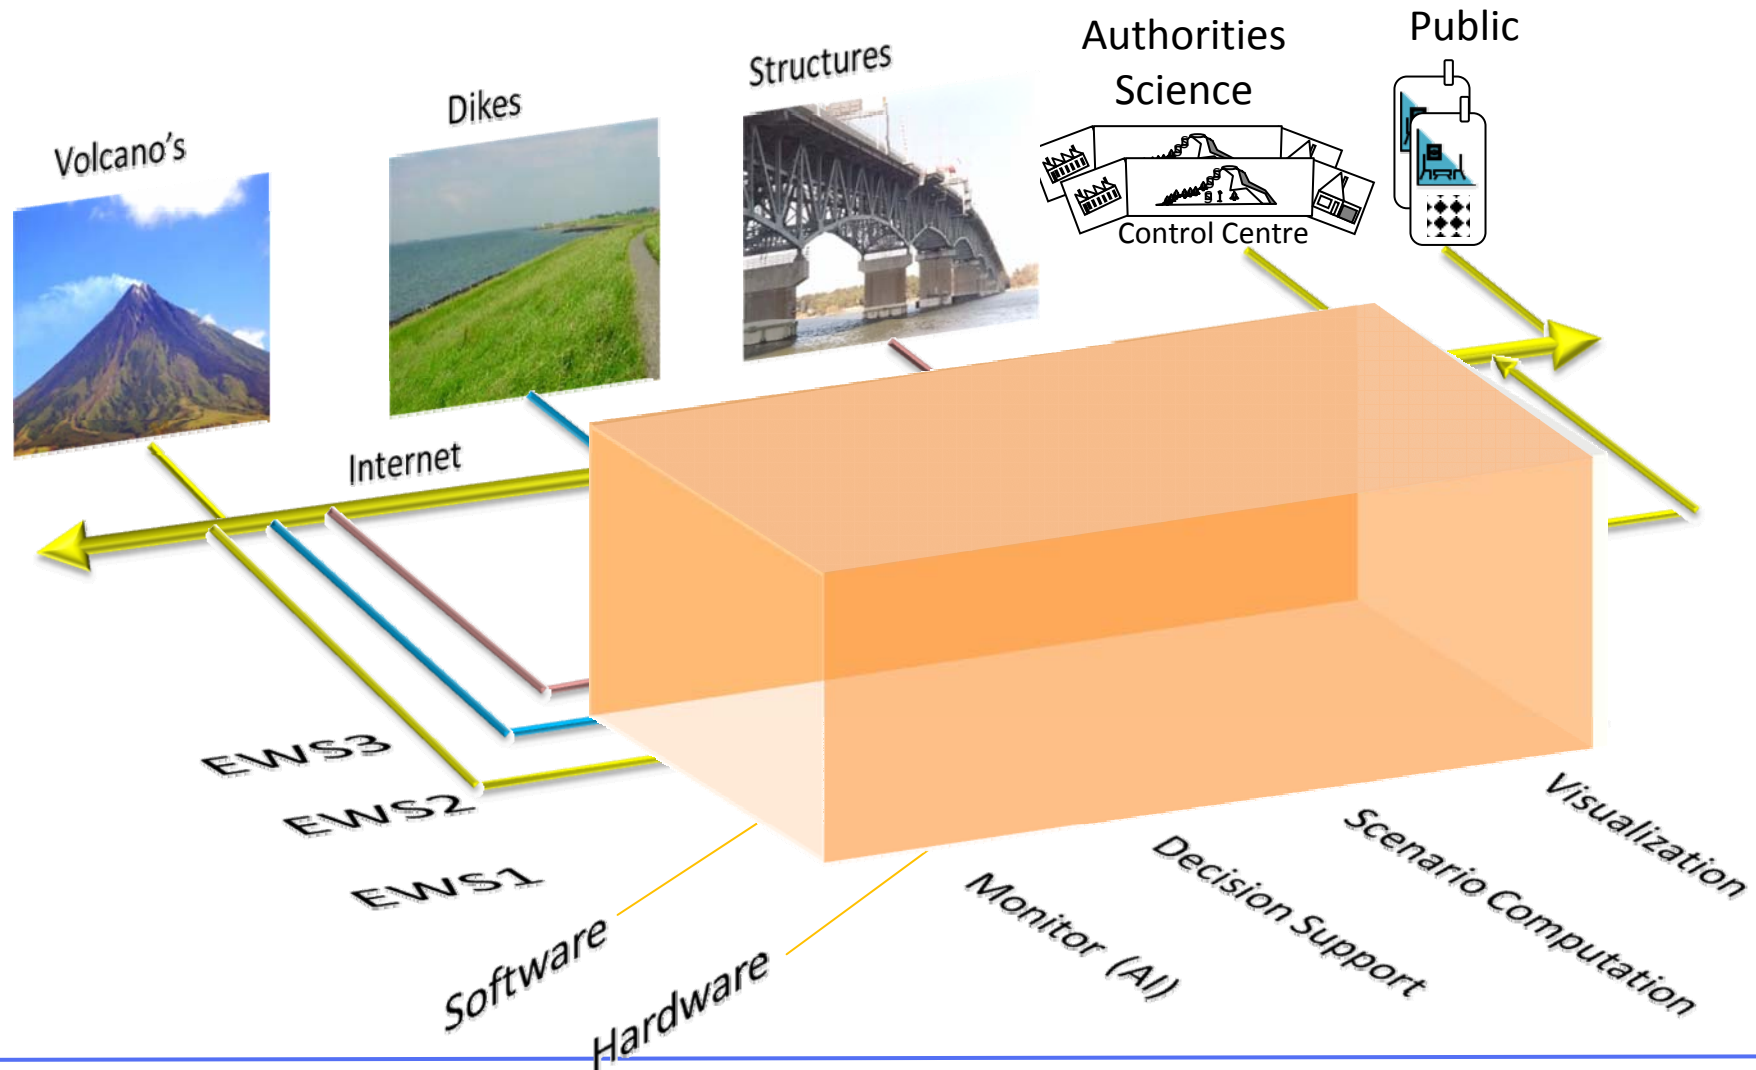 Authorities
Science
Public
Structures
Dikes
Volcano's
Control Centre
Internet
EWS3
EWS2
EWS1
Software
Hardware
Monitor (AI)
Decision Support
Scenario Computation
Visualization